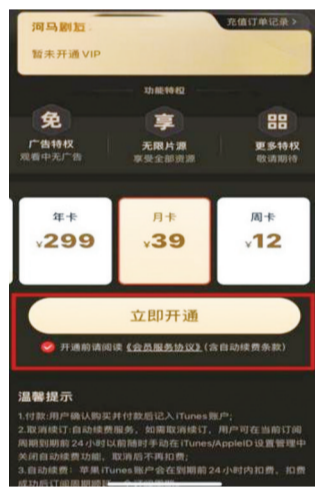 河马剧场
充值订单记录 >
暂未开通 VIP
功能特权
免
享
广告特权
无限片源
更多特权
观看中无广告
享受全部资源
敬请期待
年卡
月卡
周卡
¥299
¥39
¥12
立即开通
开通前请阅读《会员服务协议》(含自动续费条款)
温馨提示
1.付款:用户确认购买并付款后记入iTunes账户;
2.取消续订:自动续费服务，如需取消续订，用户可在当前订阅
周期到期前24小时以前随时手动在iTunes/AppleID设置管理中
关闭自动续费功能，取消后不再扣费;
3.自动续费：苹果iTunes账户会在到期前24小时内扣费，扣费
成功后订阅周期顺延